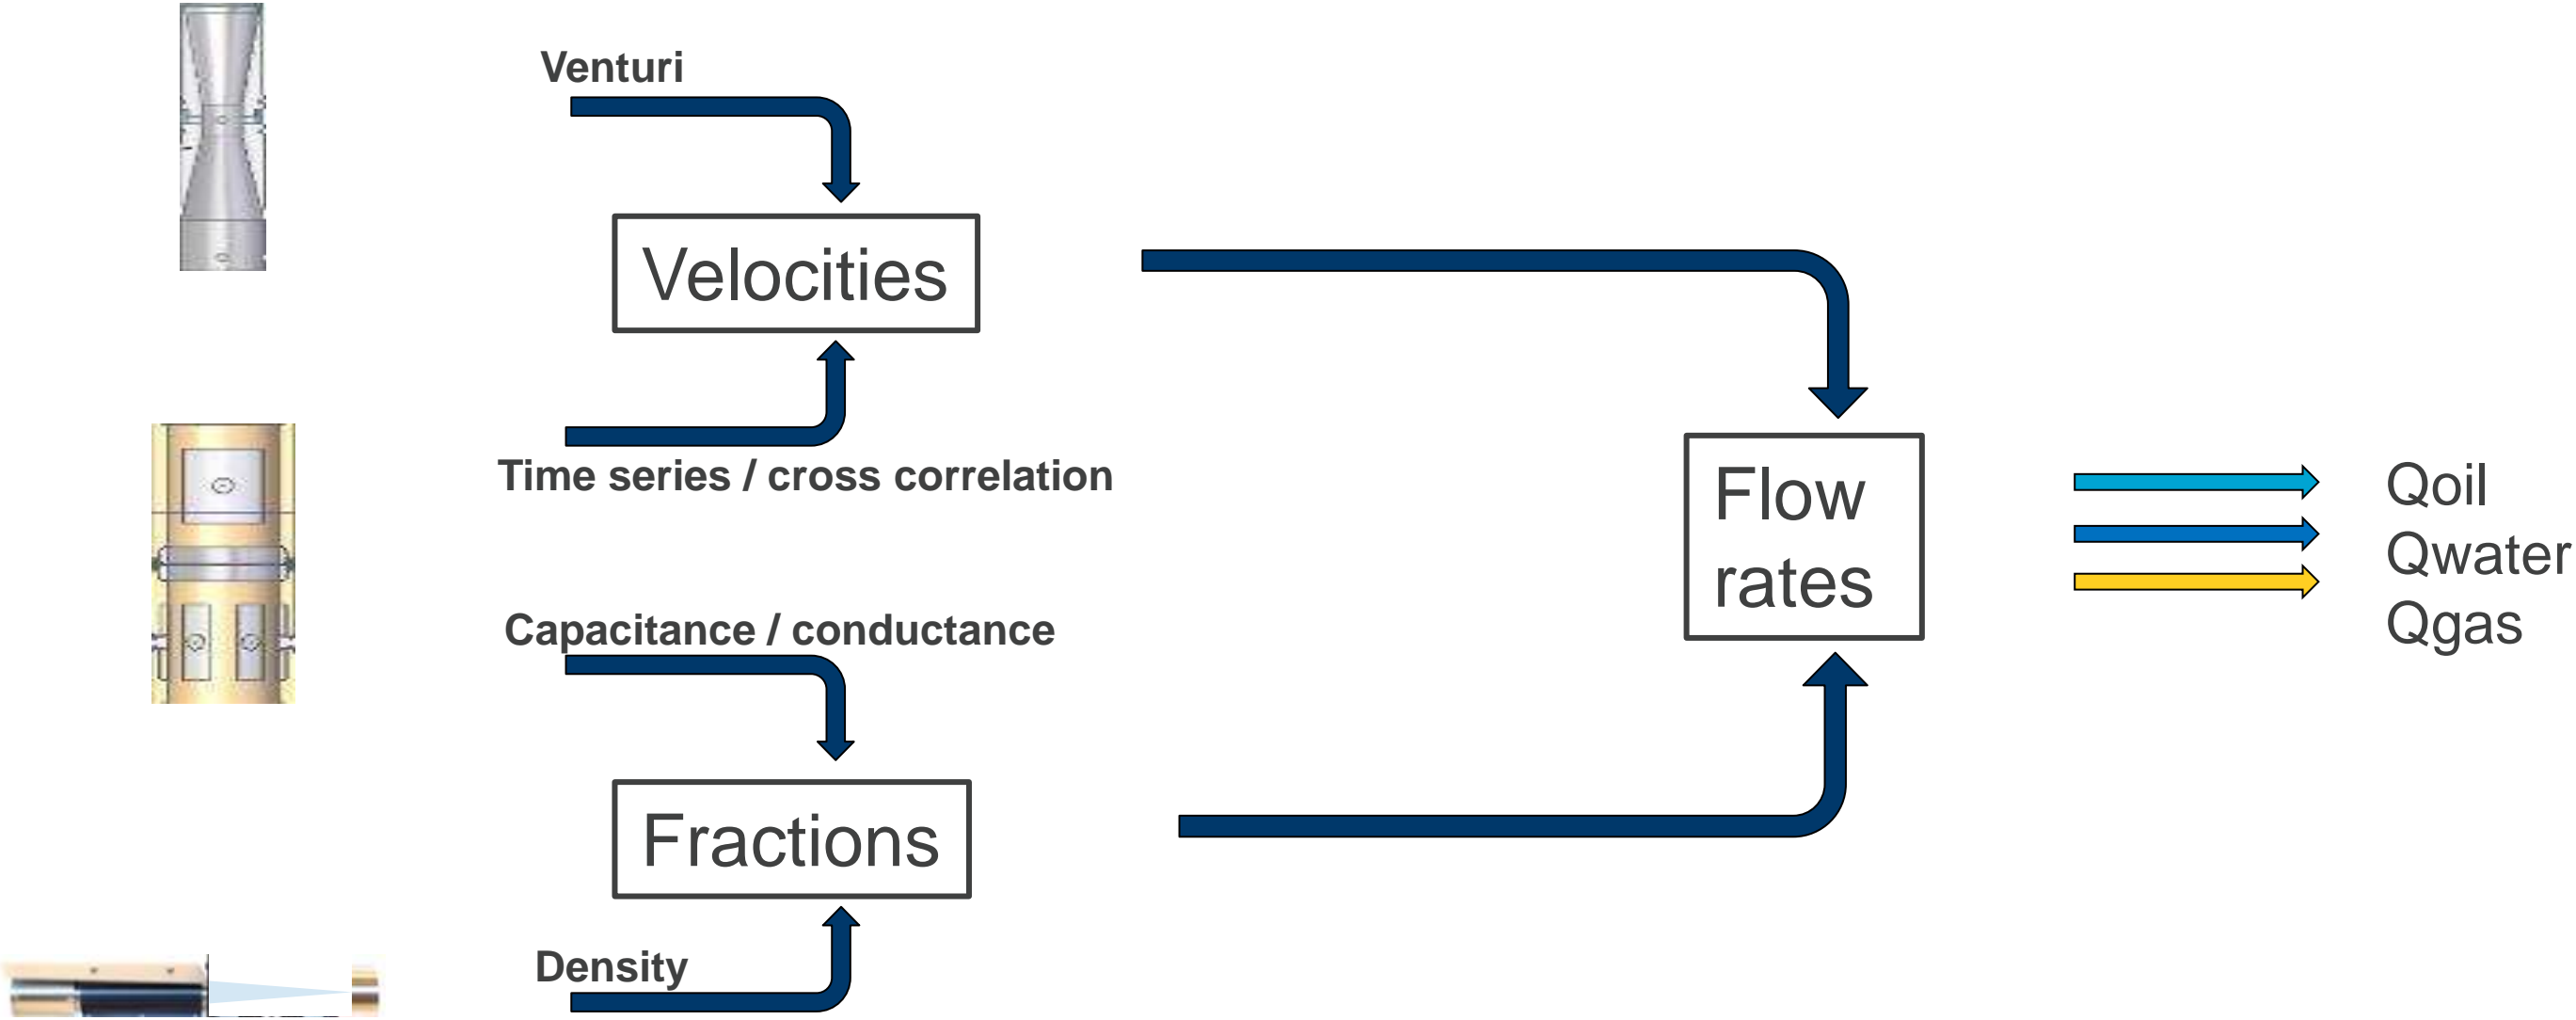 Venturi
Velocities
Time series / cross correlation
Capacitance / conductance
Fractions
Density
Flow
rates
Qoil
Qwater
Qgas